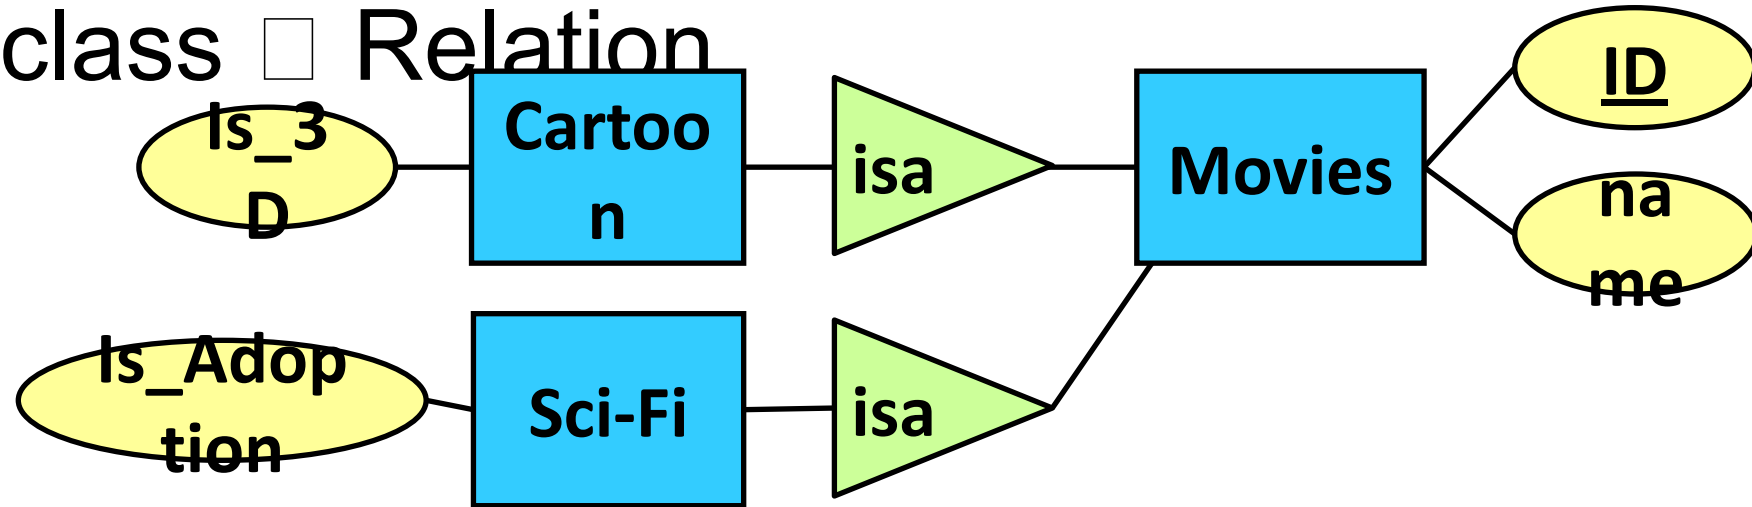 class □ Relation
Is_3
D
Cartoo
n
isa
Movies
ID
na
me
Is_Adop
tion
Sci-Fi
isa